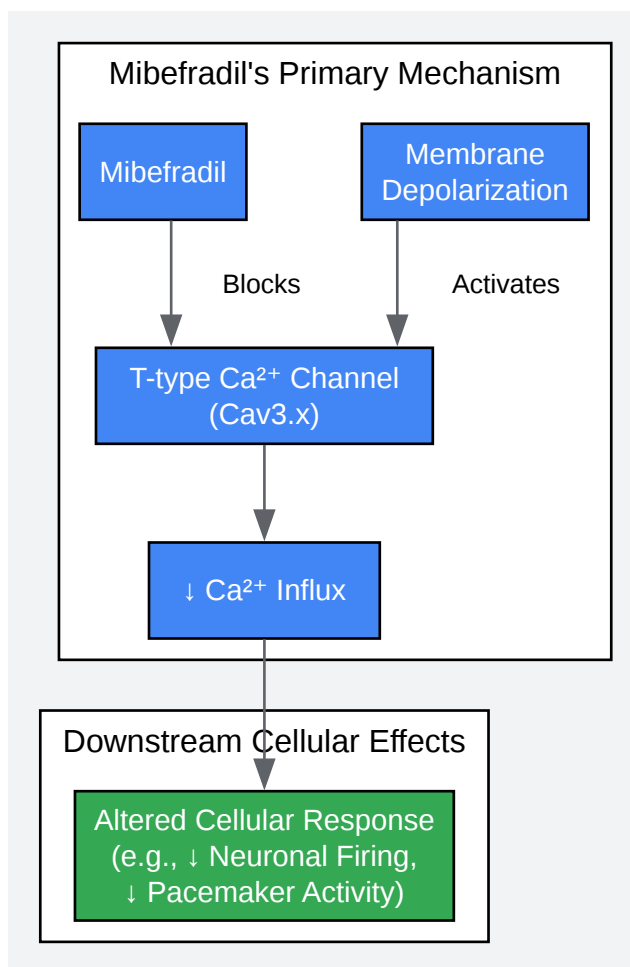 Mibefradil's Primary Mechanism
Mibefradil
Membrane
Depolarization
Blocks
Activates
T-type Ca²⁺ Channel
(Cav3.x)
↓ Ca²⁺ Influx
Downstream Cellular Effects
Altered Cellular Response
(e.g., ↓ Neuronal Firing,
↓ Pacemaker Activity)